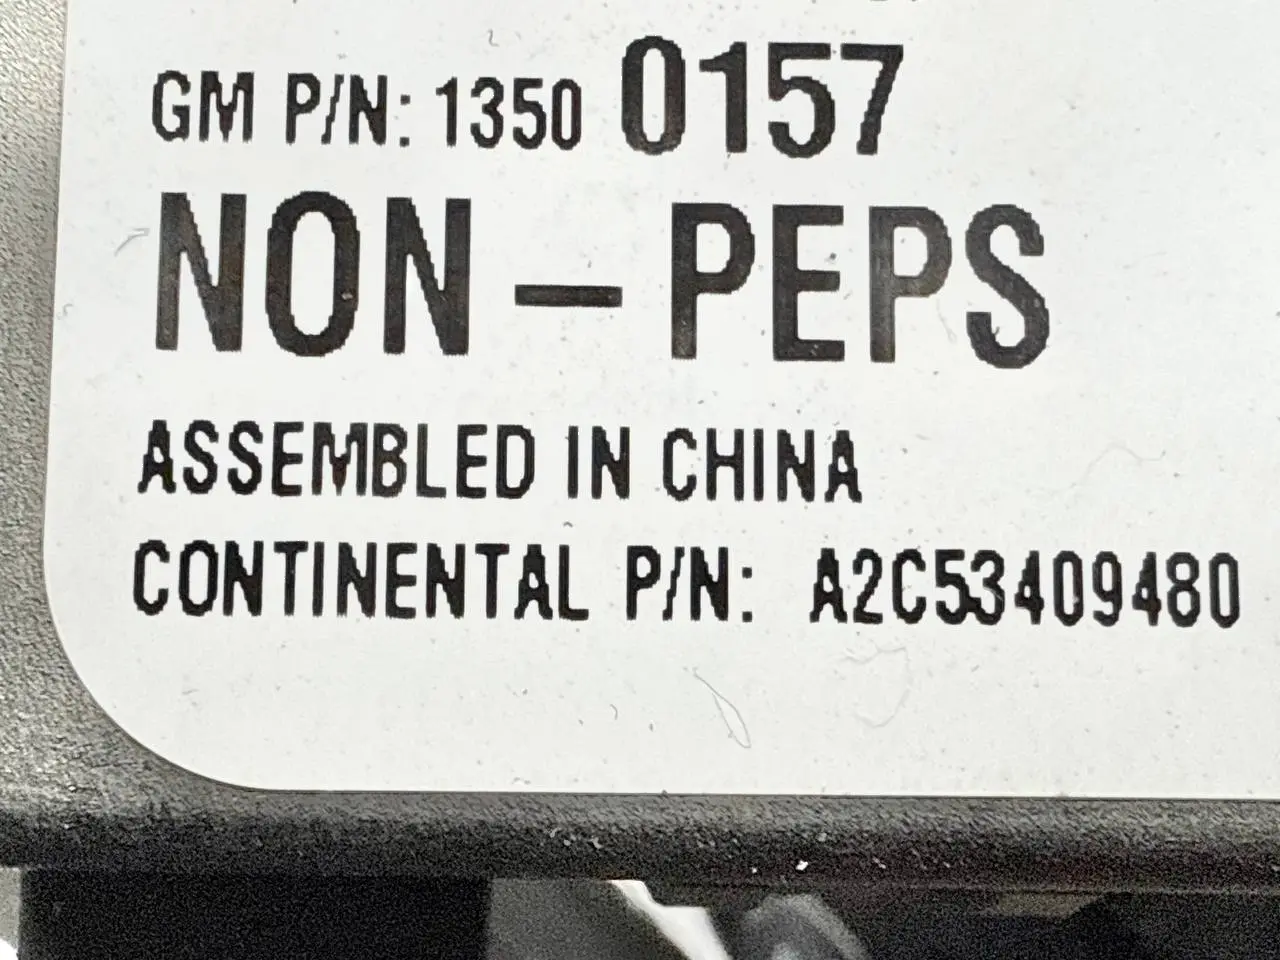 GM P/N: 1350 0157
NON-PEPS
ASSEMBLED IN CHINA
CONTINENTAL P/N: A2C53409480